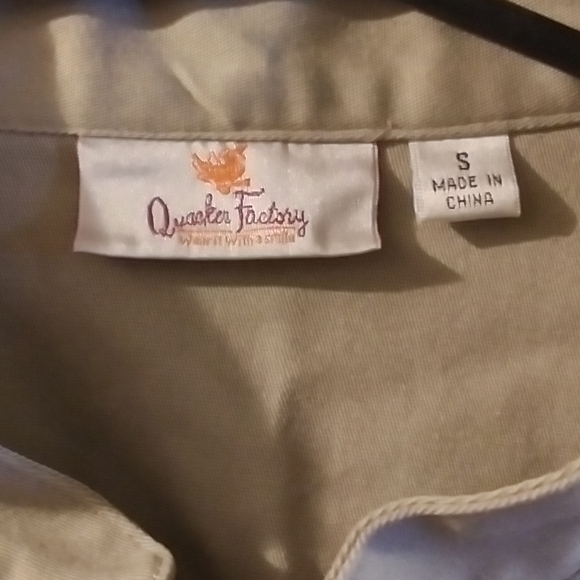 Quacker Factory
Wear it with a smile
S
MADE IN
CHINA